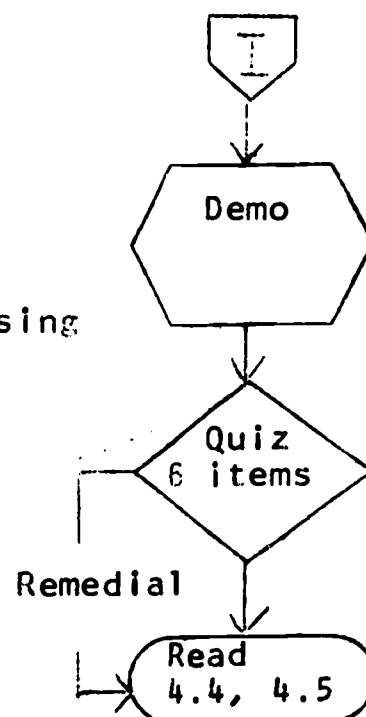 I
Demo
sing
Quiz
6 items
Remedial
Read
4.4, 4.5